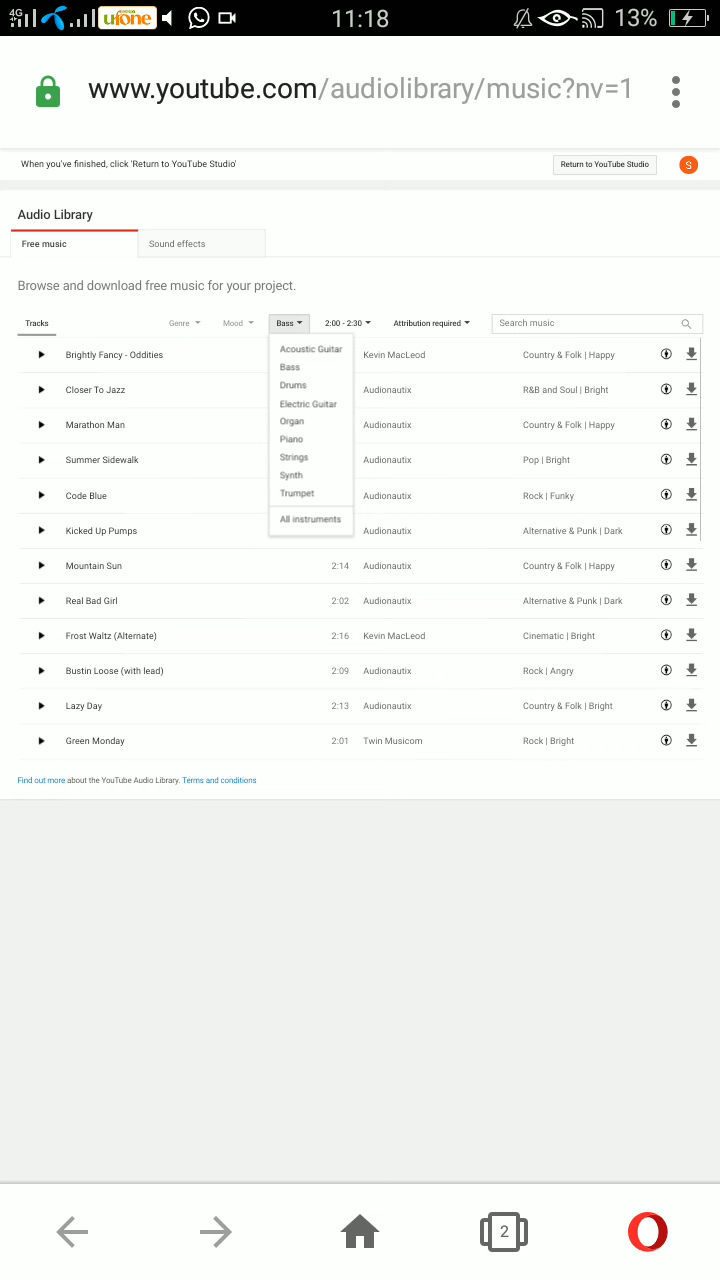 4G ufone 11:18 13%
www.youtube.com/audiolibrary/music?nv=1
When you've finished, click 'Return to YouTube Studio' Return to YouTube Studio S
Audio Library
Free music Sound effects
Browse and download free music for your project.
Tracks Genre Mood Bass 2:00 - 2:30 Attribution required Search music
Acoustic Guitar
Bass
Drums
Electric Guitar
Organ
Piano
Strings
Synth
Trumpet
All instruments
Brightly Fancy - Oddities Kevin MacLeod Country & Folk | Happy
Closer To Jazz Audionautix R&B and Soul | Bright
Marathon Man Audionautix Country & Folk | Happy
Summer Sidewalk Audionautix Pop | Bright
Code Blue Audionautix Rock | Funky
Kicked Up Pumps Audionautix Alternative & Punk | Dark
Mountain Sun 2:14 Audionautix Country & Folk | Happy
Real Bad Girl 2:02 Audionautix Alternative & Punk | Dark
Frost Waltz (Alternate) 2:16 Kevin MacLeod Cinematic | Bright
Bustin Loose (with lead) 2:09 Audionautix Rock | Angry
Lazy Day 2:13 Audionautix Country & Folk | Bright
Green Monday 2:01 Twin Musicom Rock | Bright
Find out more about the YouTube Audio Library. Terms and conditions
2